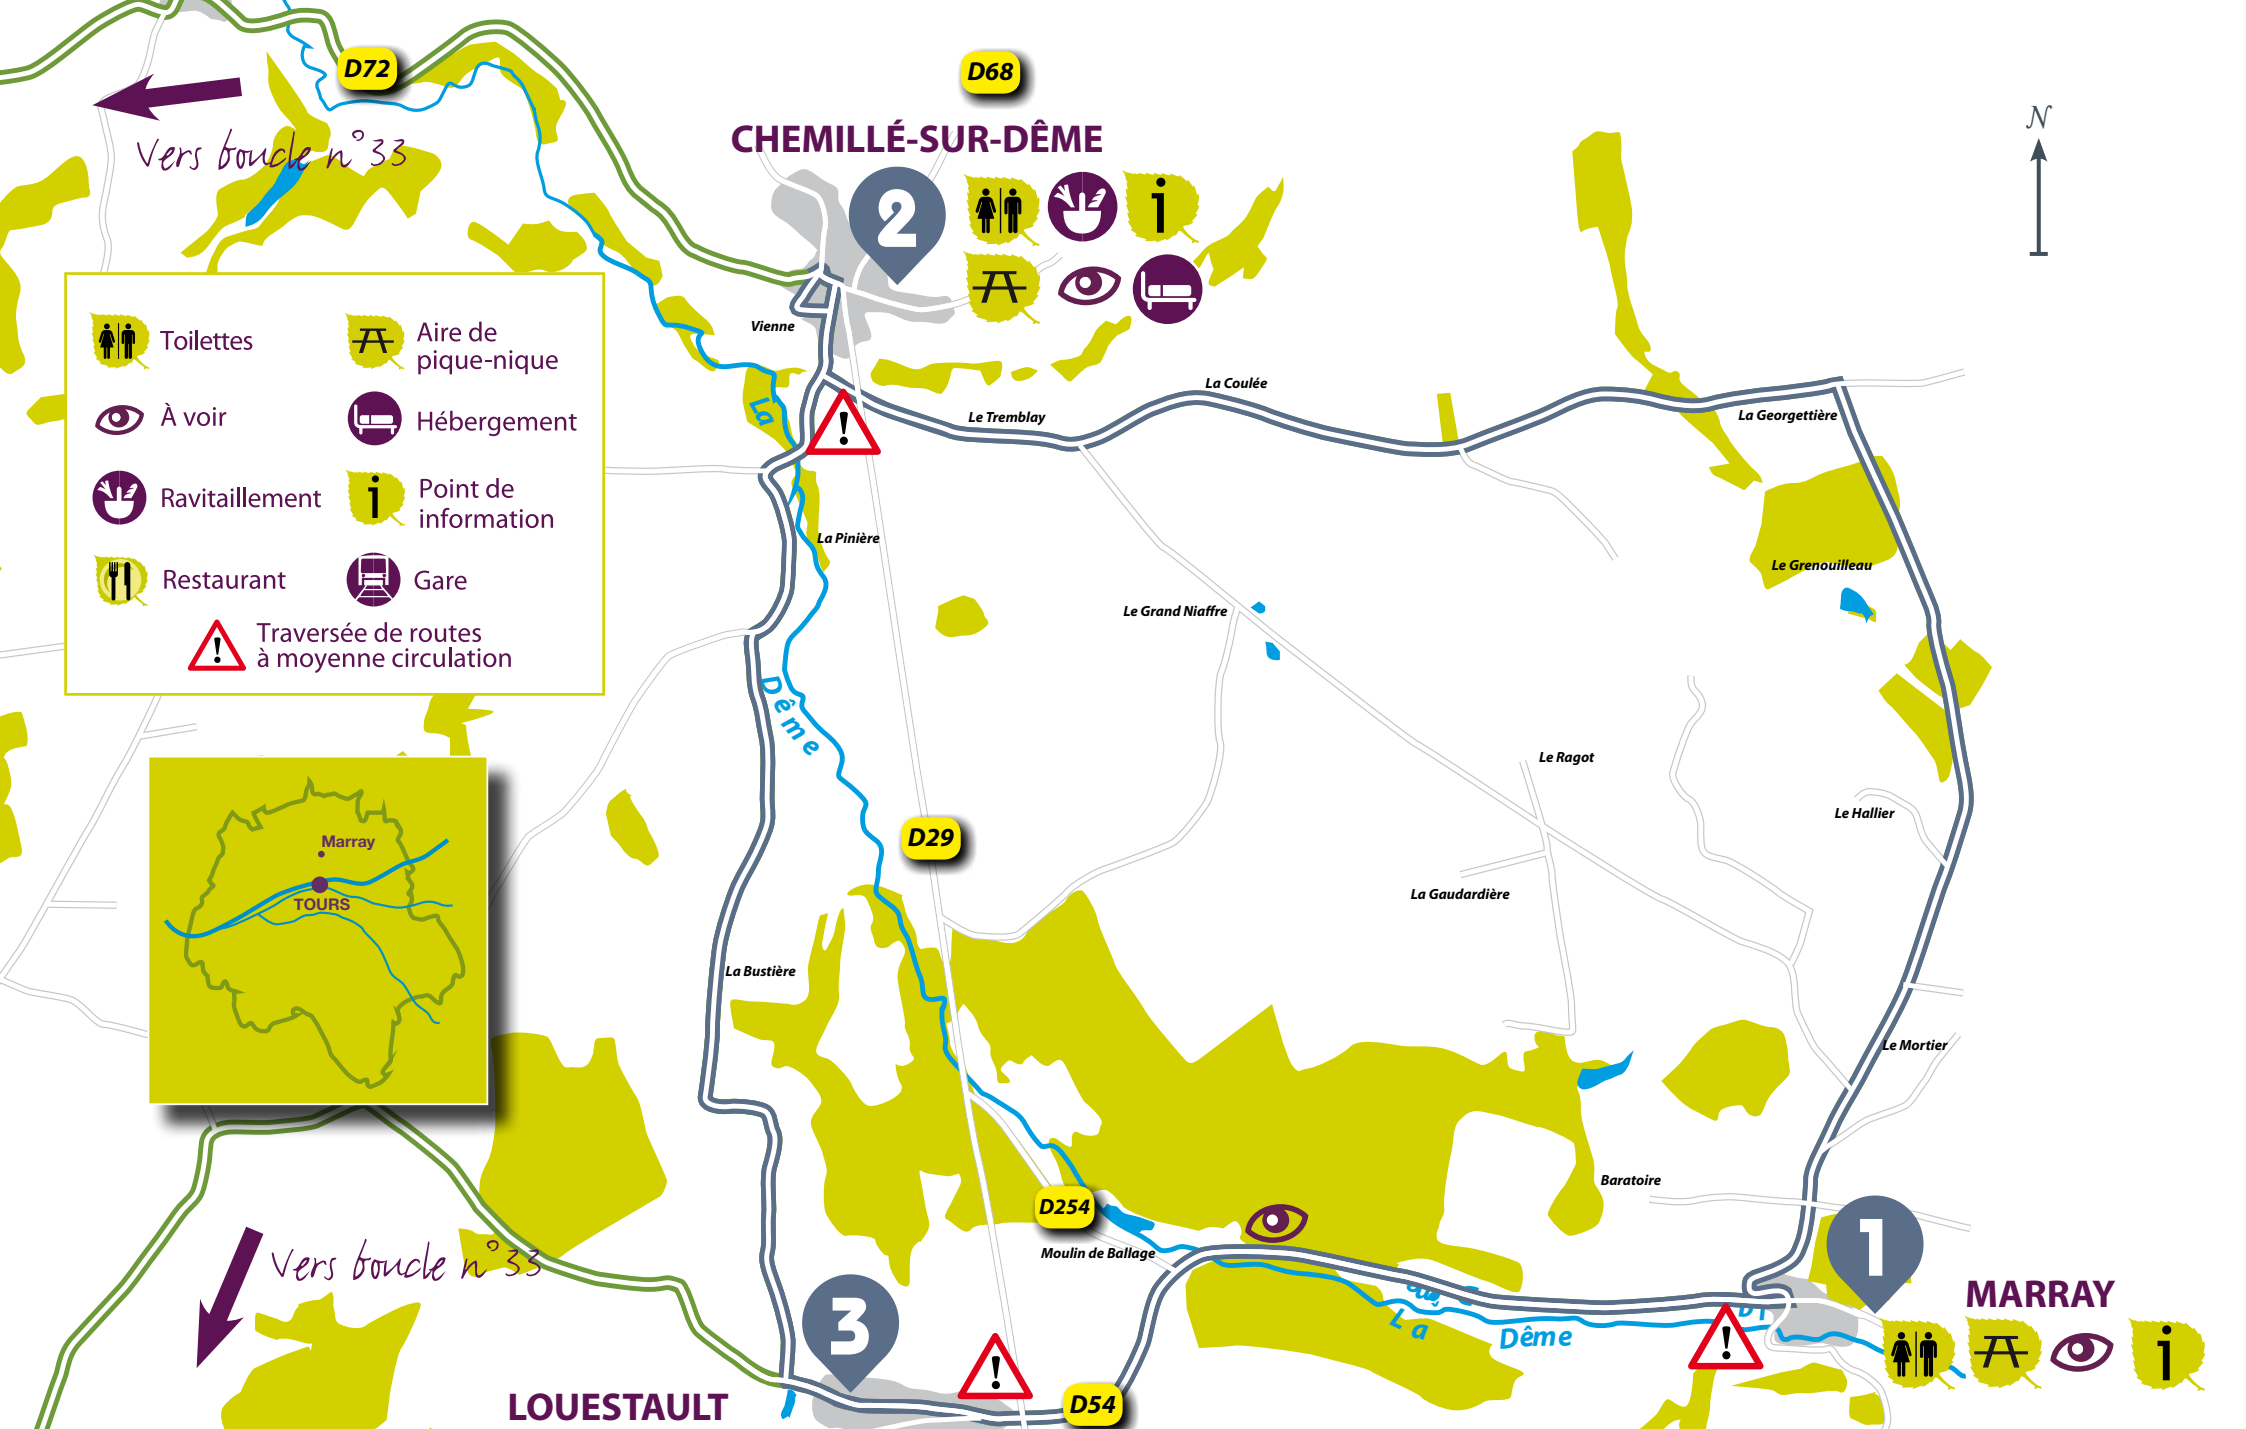 D72
D68
CHEMILLÉ-SUR-DÊME
N
Vers boucle n°33
2
i
Toilettes
Aire de
pique-nique
À voir
Hébergement
Ravitaillement
i
Point de
information
Restaurant
Gare
!
Traversée de routes
à moyenne circulation
Vienne
La Coulée
Le Tremblay
La Georgettière
La
!
La Pinière
Le Grenouilleau
Le Grand Niaffre
Dême
Le Ragot
Le Hallier
D29
La Gaudardière
Marray
TOURS
La Bustière
Le Mortier
Baratoire
D254
Moulin de Ballage
Vers boucle n°33
1
MARRAY
La
Dême
!
i
3
!
LOUESTAULT
D54